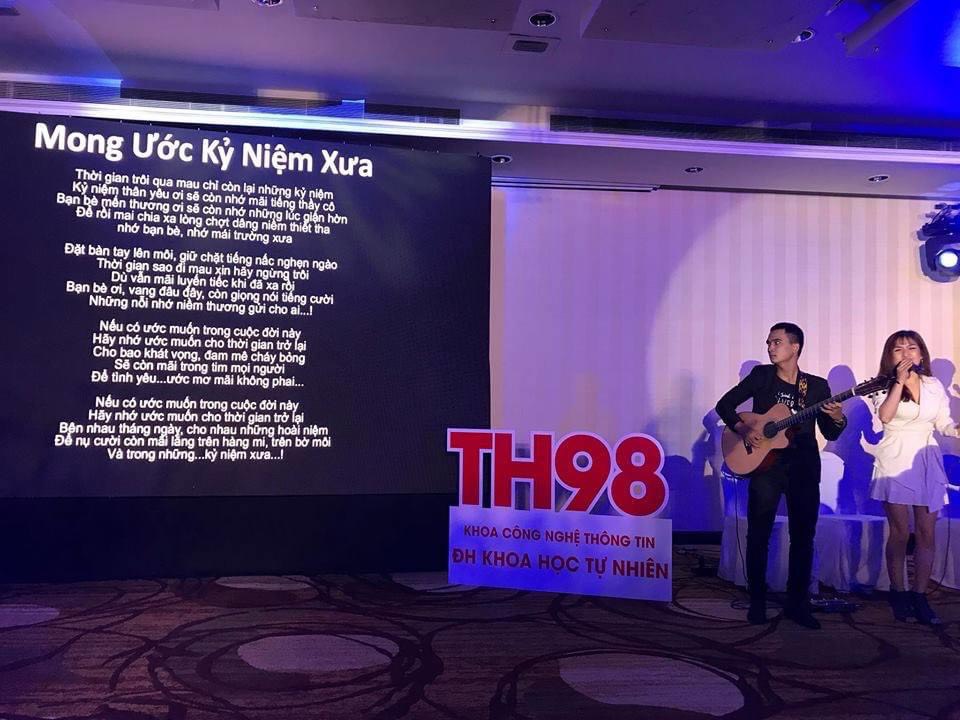 Mong Ước Kỷ Niệm Xưa
Thời gian trôi qua mau chỉ còn lại những kỷ niệm
Kỷ niệm thân yêu ơi sẽ còn nhớ mãi tiếng thầy cô
Bạn bè mến thương ơi sẽ còn nhớ những lúc giận hờn
Để rồi mai chia xa lòng chợt dâng niềm thiết tha
nhớ bạn bè, nhớ mái trường xưa
Đặt bàn tay lên môi, giữ chặt tiếng nấc nghẹn ngào
Thời gian sao đi mau xin hãy ngừng trôi
Dù vẫn mãi luyến tiếc khi đã xa rồi
Bạn bè ơi, vang đâu đây, còn giọng nói tiếng cười
Những nỗi nhớ niềm thương gửi cho ai...!
Nếu có ước muốn trong cuộc đời này
Hãy nhớ ước muốn cho thời gian trở lại
Cho bao khát vọng, đam mê cháy bỏng
Sẽ còn mãi trong tim mọi người
Để tình yêu...ước mơ mãi không phai...
Nếu có ước muốn trong cuộc đời này
Hãy nhớ ước muốn cho thời gian trở lại
Bên nhau tháng ngày, cho nhau những hoài niệm
Để nụ cười còn mãi lắng trên hàng mi, trên bờ môi
Và trong những...kỷ niệm xưa...!
TH98
KHOA CÔNG NGHỆ THÔNG TIN
ĐH KHOA HỌC TỰ NHIÊN